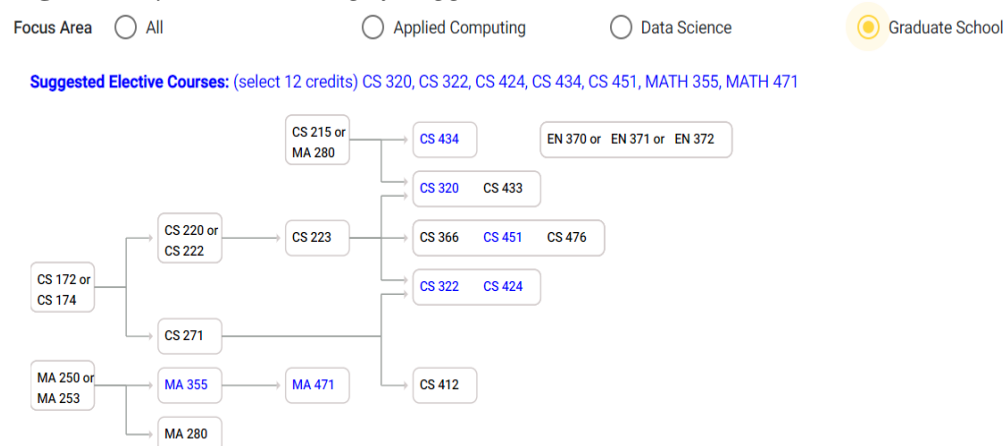 Focus Area All Applied Computing Data Science Graduate School
Suggested Elective Courses: (select 12 credits) CS 320, CS 322, CS 424, CS 434, CS 451, MATH 355, MATH 471
CS 215 or
MA 280
CS 434
EN 370 or EN 371 or EN 372
CS 320 CS 433
CS 220 or
CS 222
CS 223
CS 366 CS 451 CS 476
CS 172 or
CS 174
CS 322 CS 424
CS 271
MA 250 or
MA 253
MA 355
MA 471
CS 412
MA 280